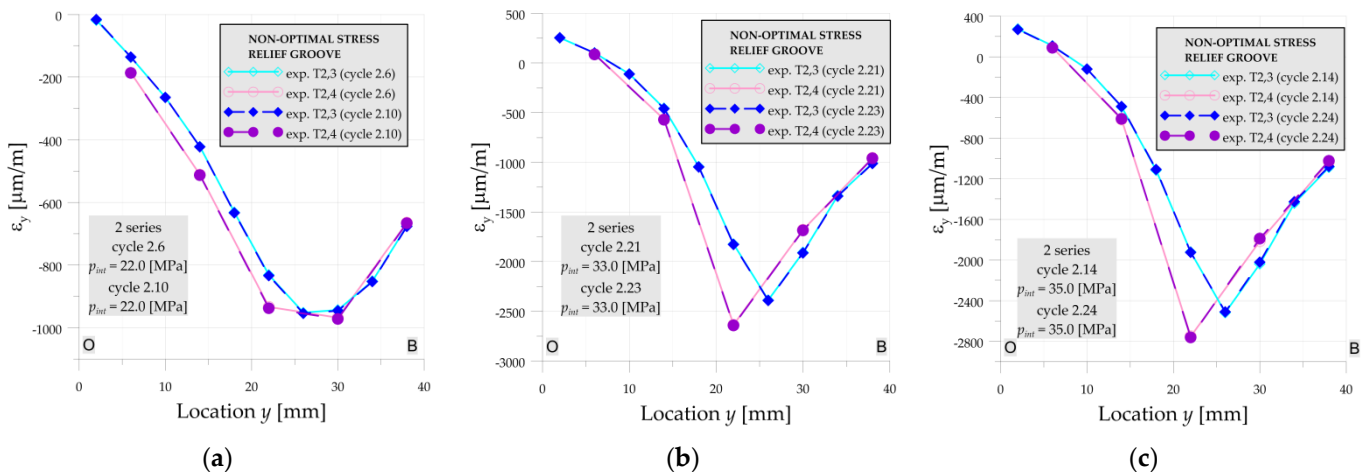 0
-200
-400
-600
-800
-1000
εy [µm/m]
NON-OPTIMAL STRESS
RELIEF GROOVE
exp. T2,3 (cycle 2.6)
exp. T2,4 (cycle 2.6)
exp. T2,3 (cycle 2.10)
exp. T2,4 (cycle 2.10)
2 series
cycle 2.6
pint = 22.0 [MPa]
cycle 2.10
pint = 22.0 [MPa]
O
B
0 10 20 30 40
Location y [mm]
(a)
500
0
-500
-1000
-1500
-2000
-2500
-3000
εy [µm/m]
NON-OPTIMAL STRESS
RELIEF GROOVE
exp. T2,3 (cycle 2.21)
exp. T2,4 (cycle 2.21)
exp. T2,3 (cycle 2.23)
exp. T2,4 (cycle 2.23)
2 series
cycle 2.21
pint = 33.0 [MPa]
cycle 2.23
pint = 33.0 [MPa]
O
B
0 10 20 30 40
Location y [mm]
(b)
400
0
-400
-800
-1200
-1600
-2000
-2400
-2800
εy [µm/m]
NON-OPTIMAL STRESS
RELIEF GROOVE
exp. T2,3 (cycle 2.14)
exp. T2,4 (cycle 2.14)
exp. T2,3 (cycle 2.24)
exp. T2,4 (cycle 2.24)
2 series
cycle 2.14
pint = 35.0 [MPa]
cycle 2.24
pint = 35.0 [MPa]
O
B
0 10 20 30 40
Location y [mm]
(c)